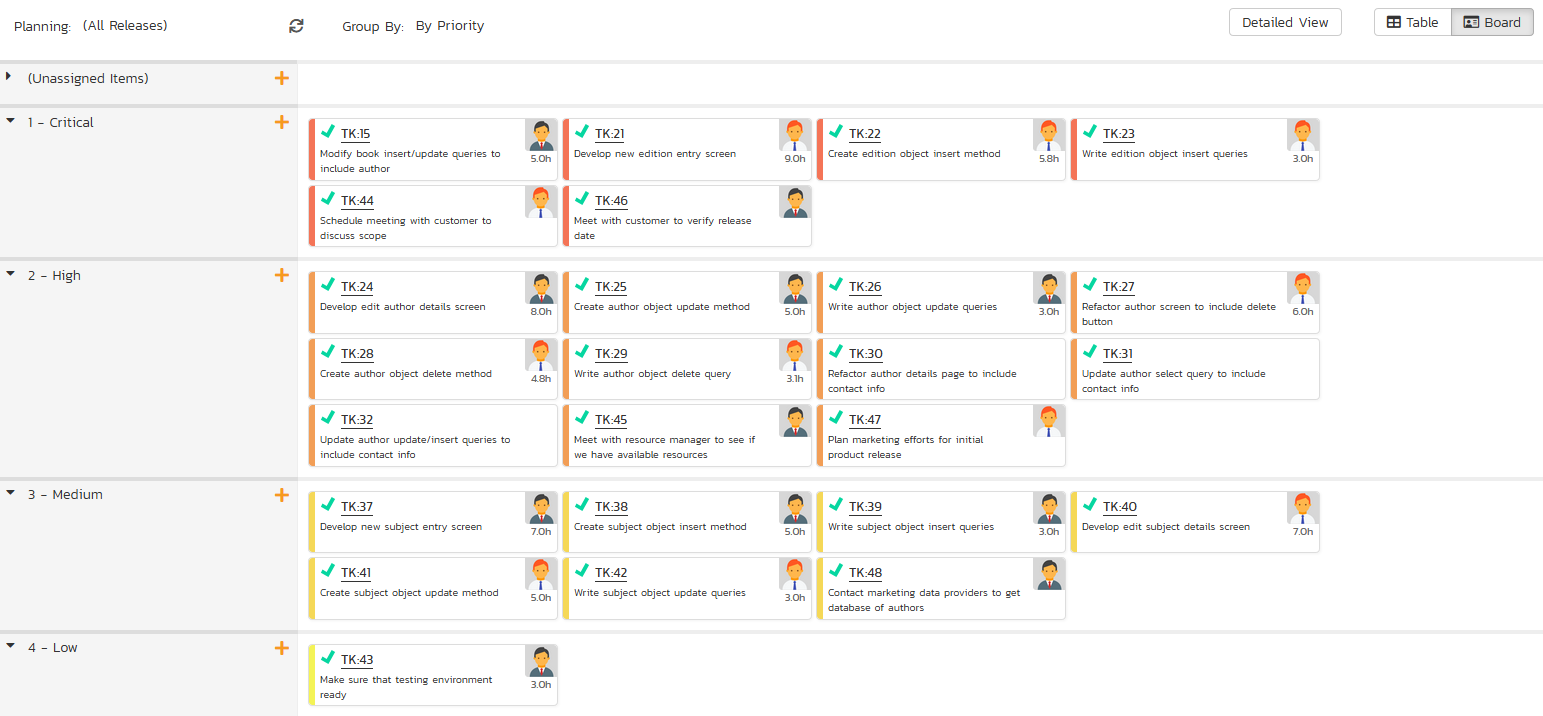 Planning: (All Releases) Group By: By Priority Detailed View Table Board
(Unassigned Items)
1 - Critical
TK:15
Modify book insert/update queries to
include author
5.0h
TK:21
Develop new edition entry screen
9.0h
TK:22
Create edition object insert method
5.8h
TK:23
Write edition object insert queries
3.0h
TK:44
Schedule meeting with customer to
discuss scope
TK:46
Meet with customer to verify release
date
2 - High
TK:24
Develop edit author details screen
8.0h
TK:25
Create author object update method
5.0h
TK:26
Write author object update queries
3.0h
TK:27
Refactor author screen to include delete
button
6.0h
TK:28
Create author object delete method
4.8h
TK:29
Write author object delete query
3.1h
TK:30
Refactor author details page to include
contact info
TK:31
Update author select query to include
contact info
TK:32
Update author update/insert queries to
include contact info
TK:45
Meet with resource manager to see if
we have available resources
TK:47
Plan marketing efforts for initial
product release
3 - Medium
TK:37
Develop new subject entry screen
7.0h
TK:38
Create subject object insert method
5.0h
TK:39
Write subject object insert queries
3.0h
TK:40
Develop edit subject details screen
7.0h
TK:41
Create subject object update method
5.0h
TK:42
Write subject object update queries
3.0h
TK:48
Contact marketing data providers to get
database of authors
4 - Low
TK:43
Make sure that testing environment
ready
3.0h